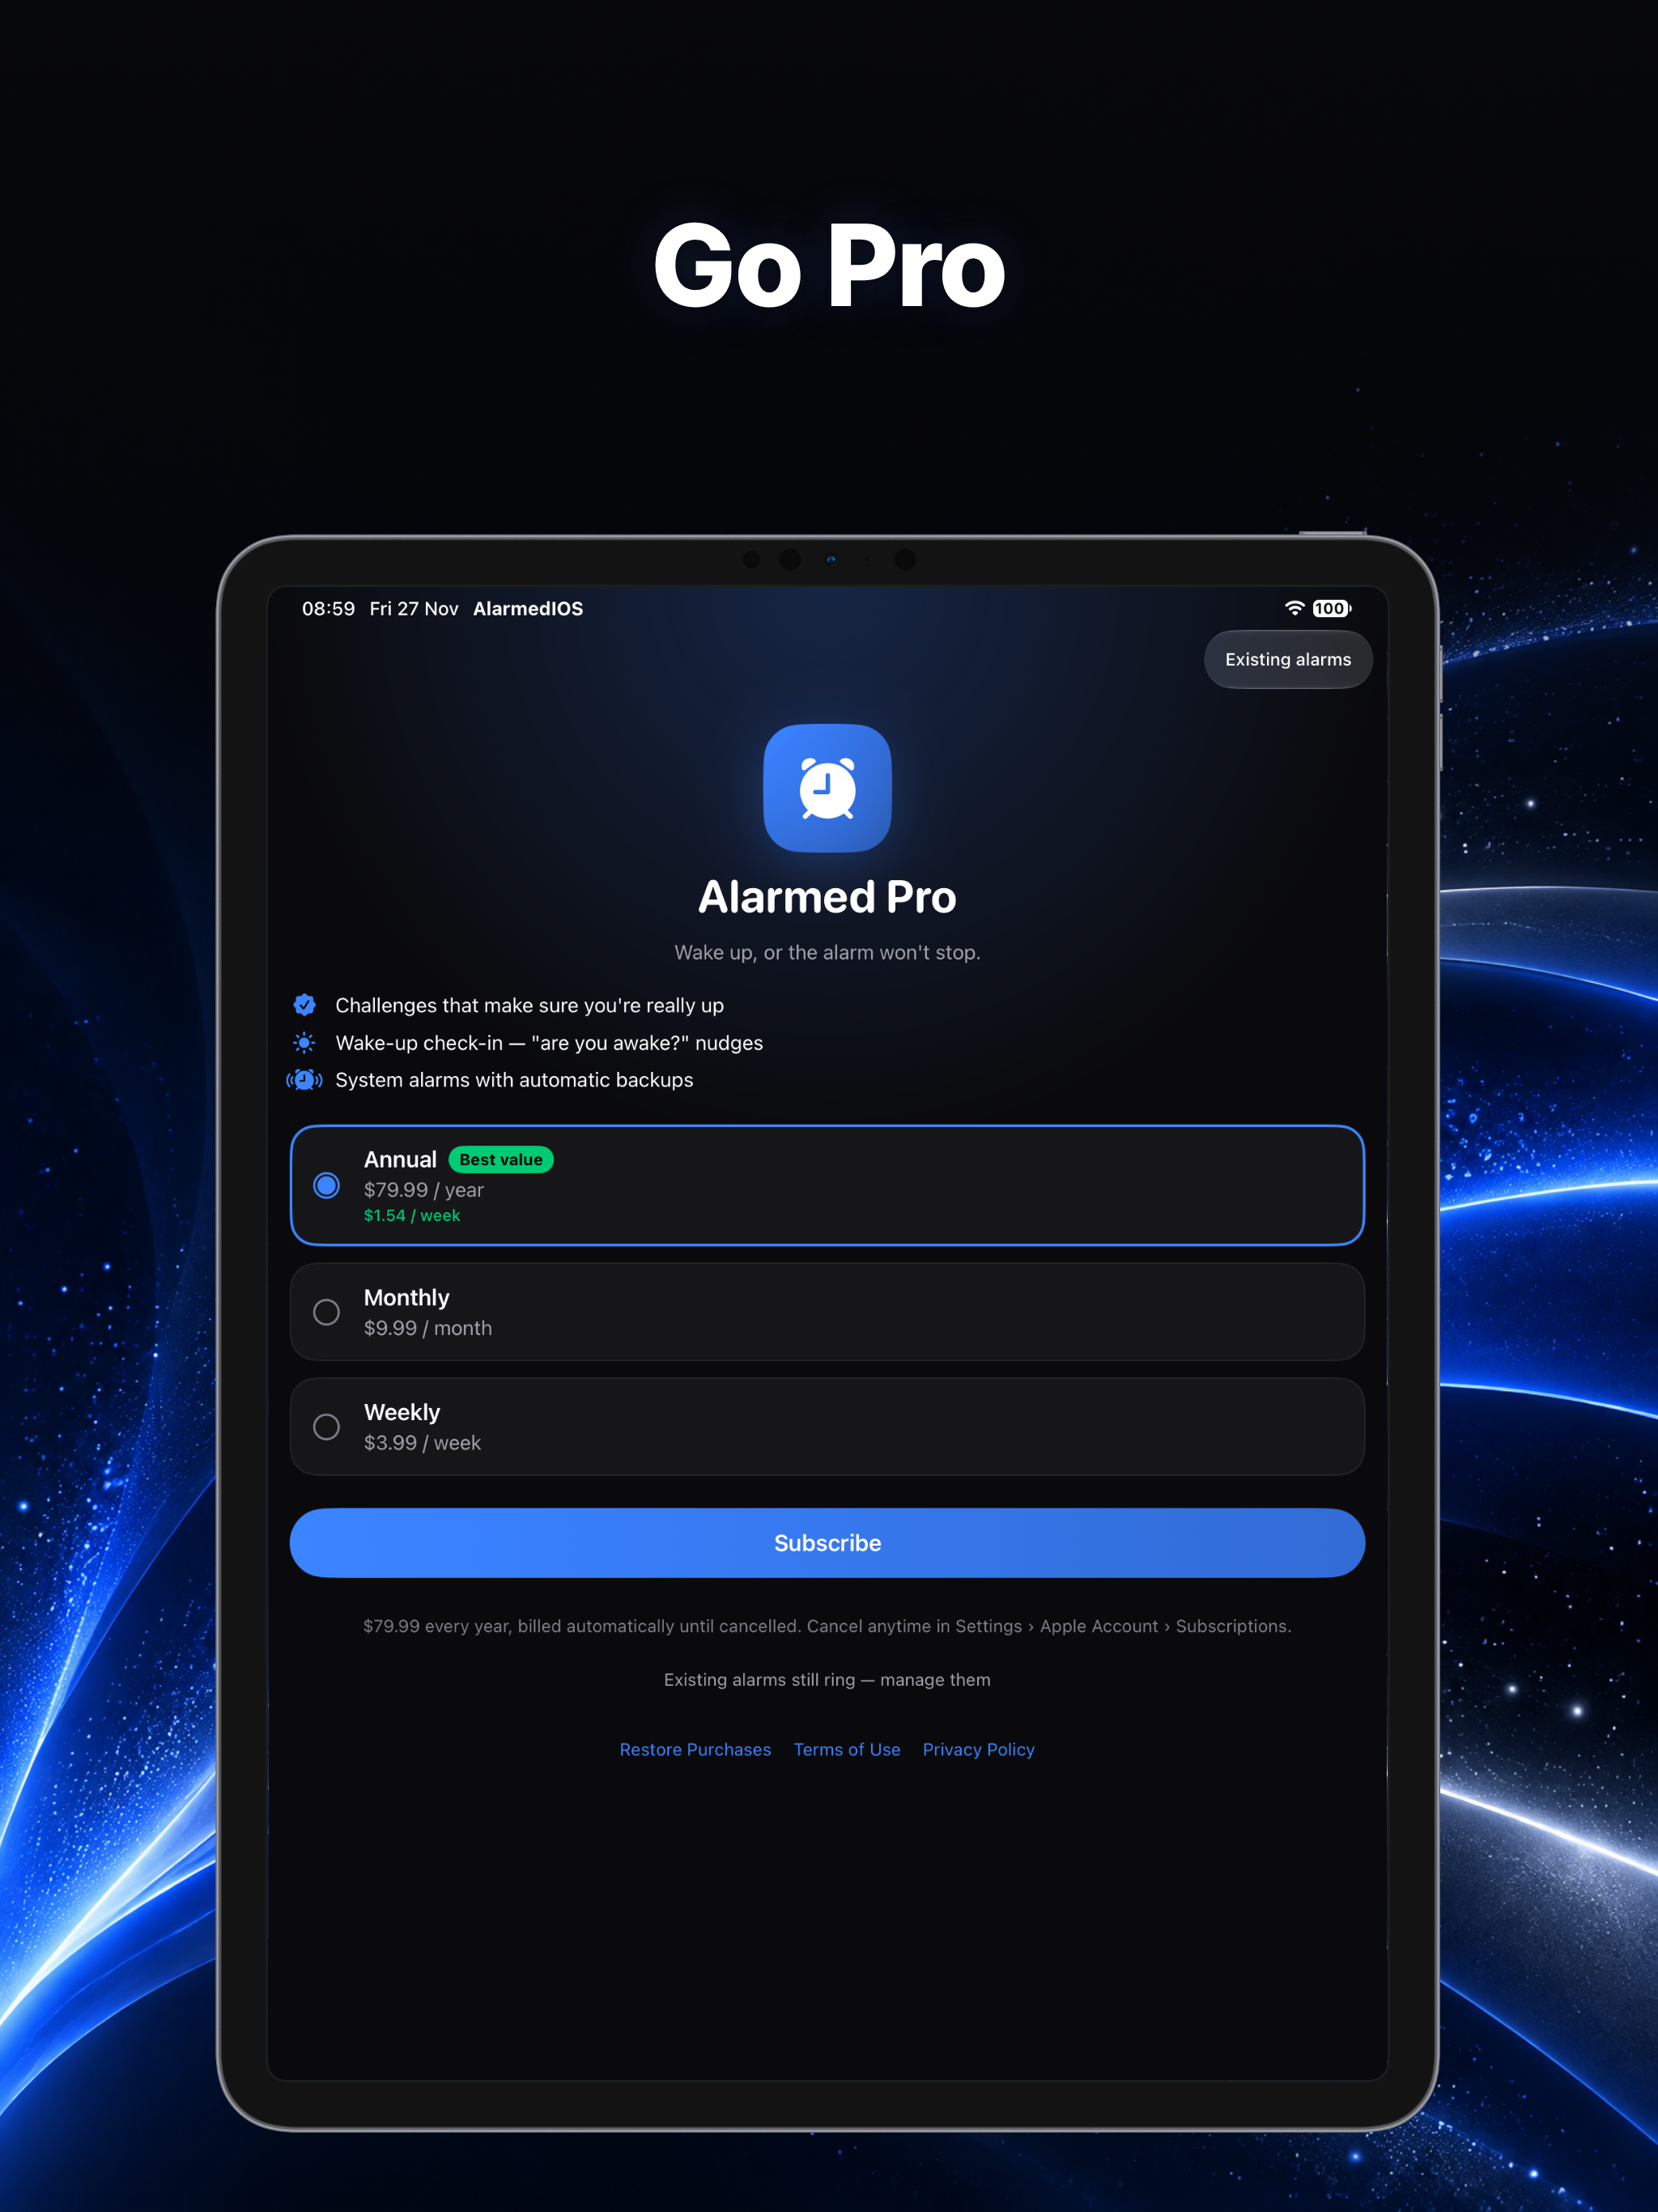 Go Pro
08:59 Fri 27 Nov AlarmedIOS 100
Existing alarms
Alarmed Pro
Wake up, or the alarm won't stop.
Challenges that make sure you're really up
Wake-up check-in — "are you awake?" nudges
System alarms with automatic backups
Annual Best value
$79.99 / year
$1.54 / week
Monthly
$9.99 / month
Weekly
$3.99 / week
Subscribe
$79.99 every year, billed automatically until cancelled. Cancel anytime in Settings › Apple Account › Subscriptions.
Existing alarms still ring — manage them
Restore Purchases Terms of Use Privacy Policy